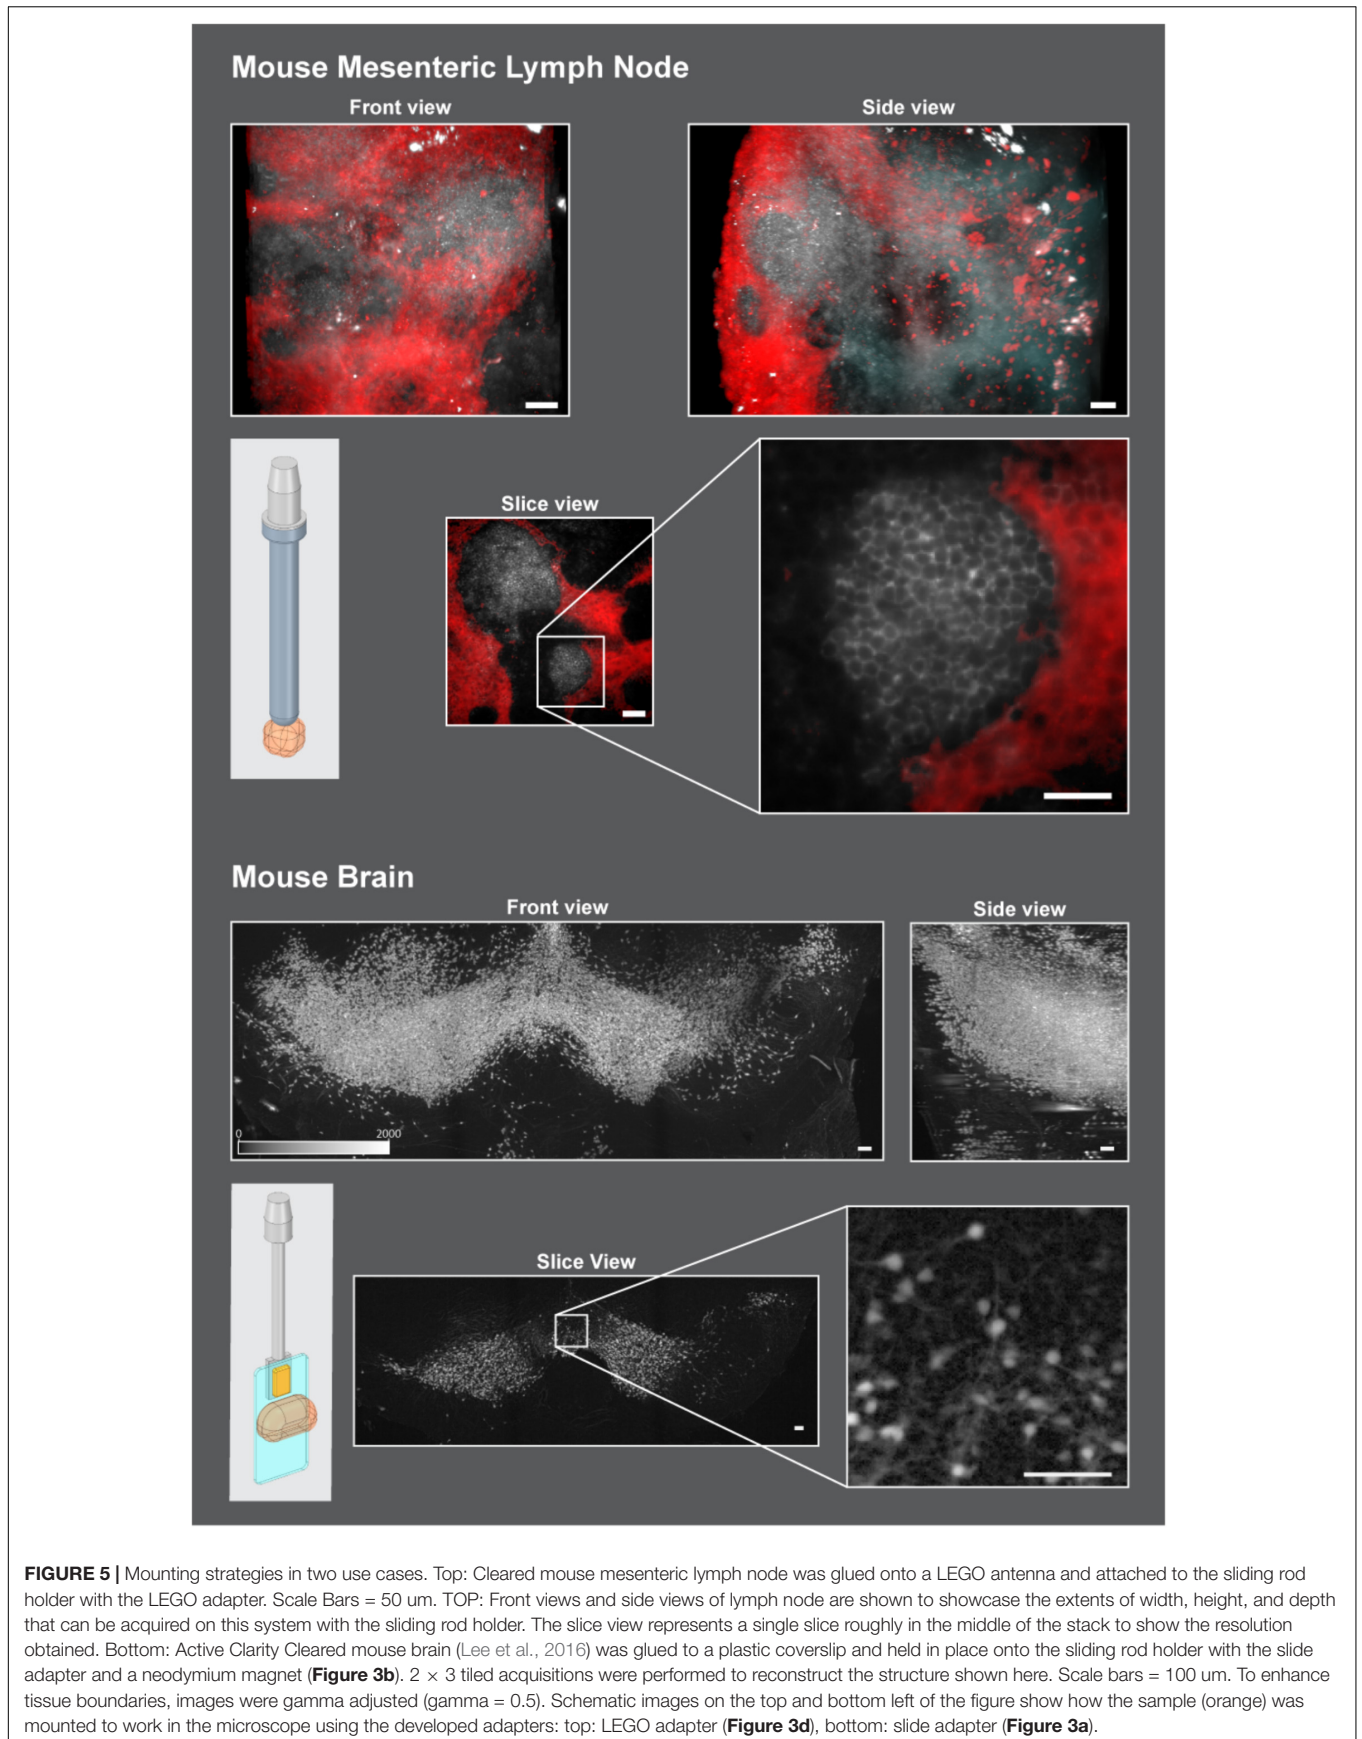 Mouse Mesenteric Lymph Node
Front view
Side view
Slice view
Mouse Brain
Front view
Side view
0
2000
Slice View
FIGURE 5 | Mounting strategies in two use cases. Top: Cleared mouse mesenteric lymph node was glued onto a LEGO antenna and attached to the sliding rod
holder with the LEGO adapter. Scale Bars = 50 um. TOP: Front views and side views of lymph node are shown to showcase the extents of width, height, and depth
that can be acquired on this system with the sliding rod holder. The slice view represents a single slice roughly in the middle of the stack to show the resolution
obtained. Bottom: Active Clarity Cleared mouse brain (Lee et al., 2016) was glued to a plastic coverslip and held in place onto the sliding rod holder with the slide
adapter and a neodymium magnet (Figure 3b). 2 × 3 tiled acquisitions were performed to reconstruct the structure shown here. Scale bars = 100 um. To enhance
tissue boundaries, images were gamma adjusted (gamma = 0.5). Schematic images on the top and bottom left of the figure show how the sample (orange) was
mounted to work in the microscope using the developed adapters: top: LEGO adapter (Figure 3d), bottom: slide adapter (Figure 3a).